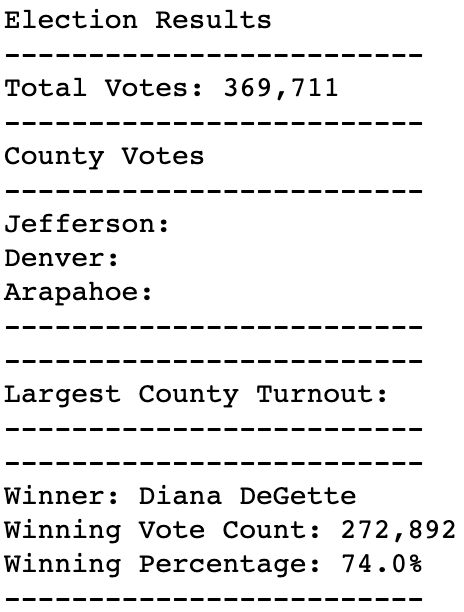 Election Results
-------------------------
Total Votes: 369,711
-------------------------
County Votes
-------------------------
Jefferson:
Denver:
Arapahoe:
-------------------------
-------------------------
Largest County Turnout:
-------------------------
-------------------------
Winner: Diana DeGette
Winning Vote Count: 272,892
Winning Percentage: 74.0%
-------------------------